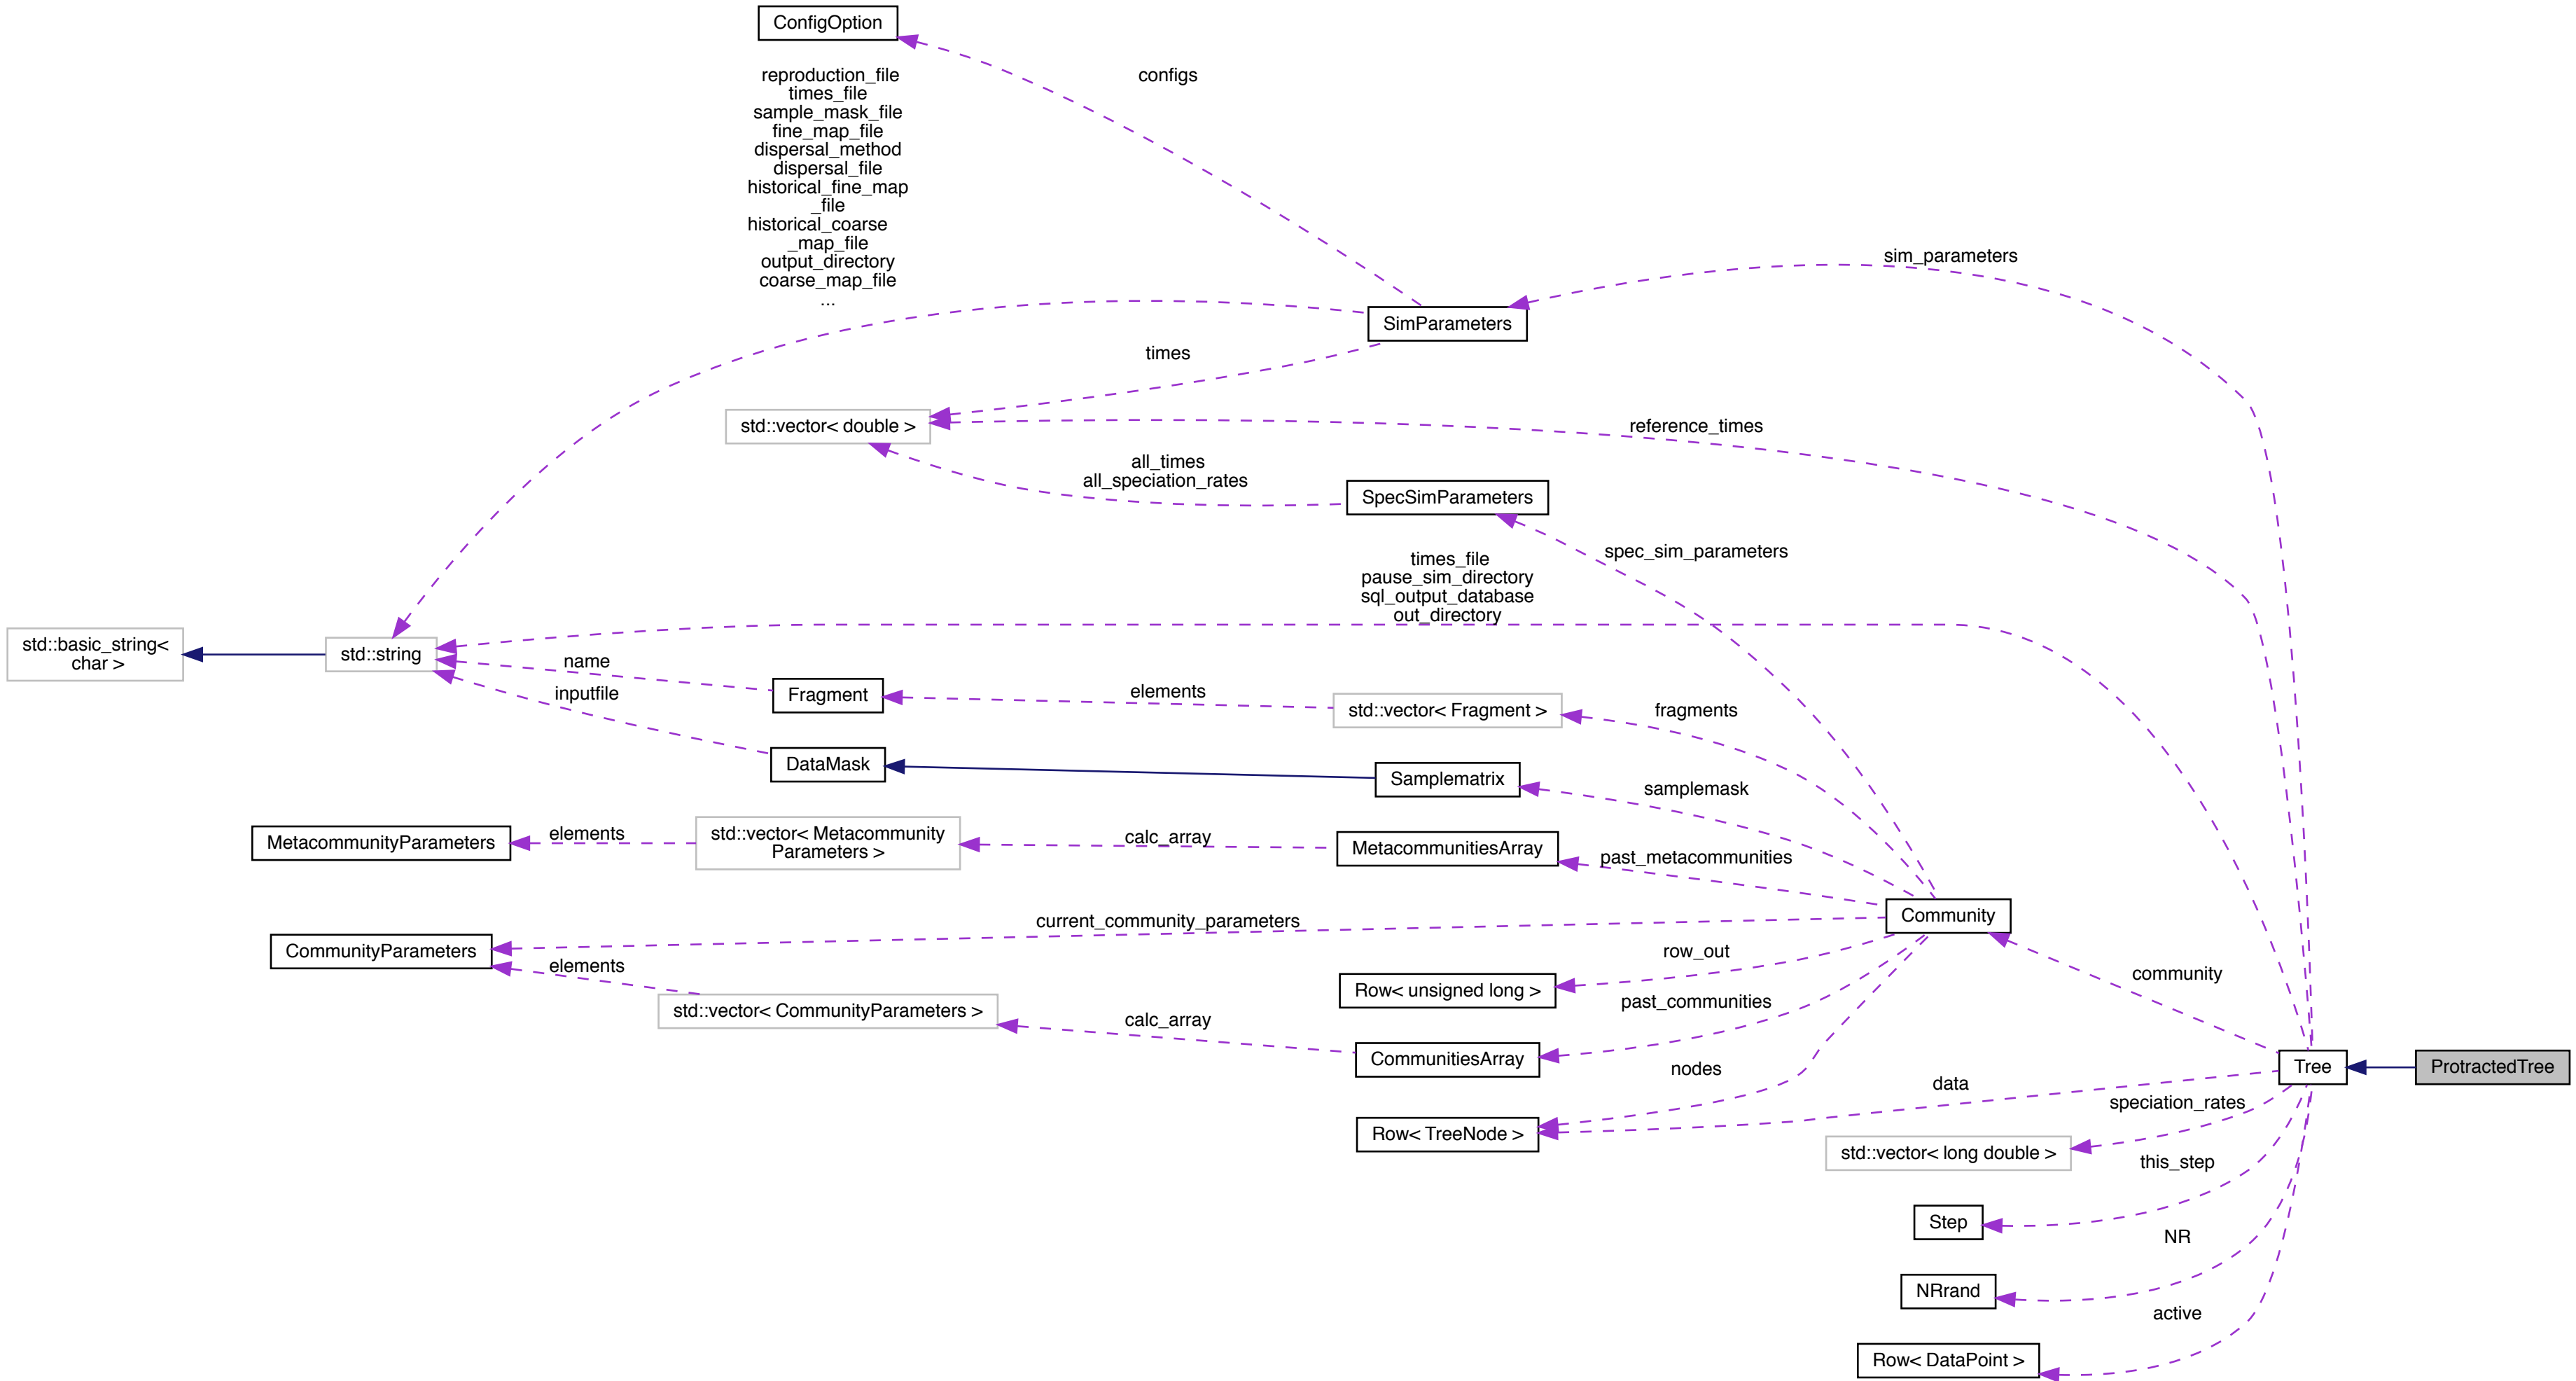 ConfigOption
configs
reproduction_file
times_file
sample_mask_file
fine_map_file
dispersal_method
dispersal_file
historical_fine_map
_file
historical_coarse
_map_file
output_directory
coarse_map_file
...
sim_parameters
SimParameters
times
std::vector< double >
reference_times
all_times
all_speciation_rates
SpecSimParameters
spec_sim_parameters
times_file
pause_sim_directory
sql_output_database
out_directory
std::basic_string<
char >
std::string
name
inputfile
Fragment
elements
std::vector< Fragment >
fragments
DataMask
Samplematrix
samplemask
MetacommunityParameters
elements
std::vector< Metacommunity
Parameters >
calc_array
MetacommunitiesArray
past_metacommunities
Community
current_community_parameters
CommunityParameters
elements
std::vector< CommunityParameters >
calc_array
row_out
Row< unsigned long >
past_communities
CommunitiesArray
nodes
Row< TreeNode >
community
Tree
ProtractedTree
data
speciation_rates
std::vector< long double >
this_step
Step
NR
NRrand
active
Row< DataPoint >